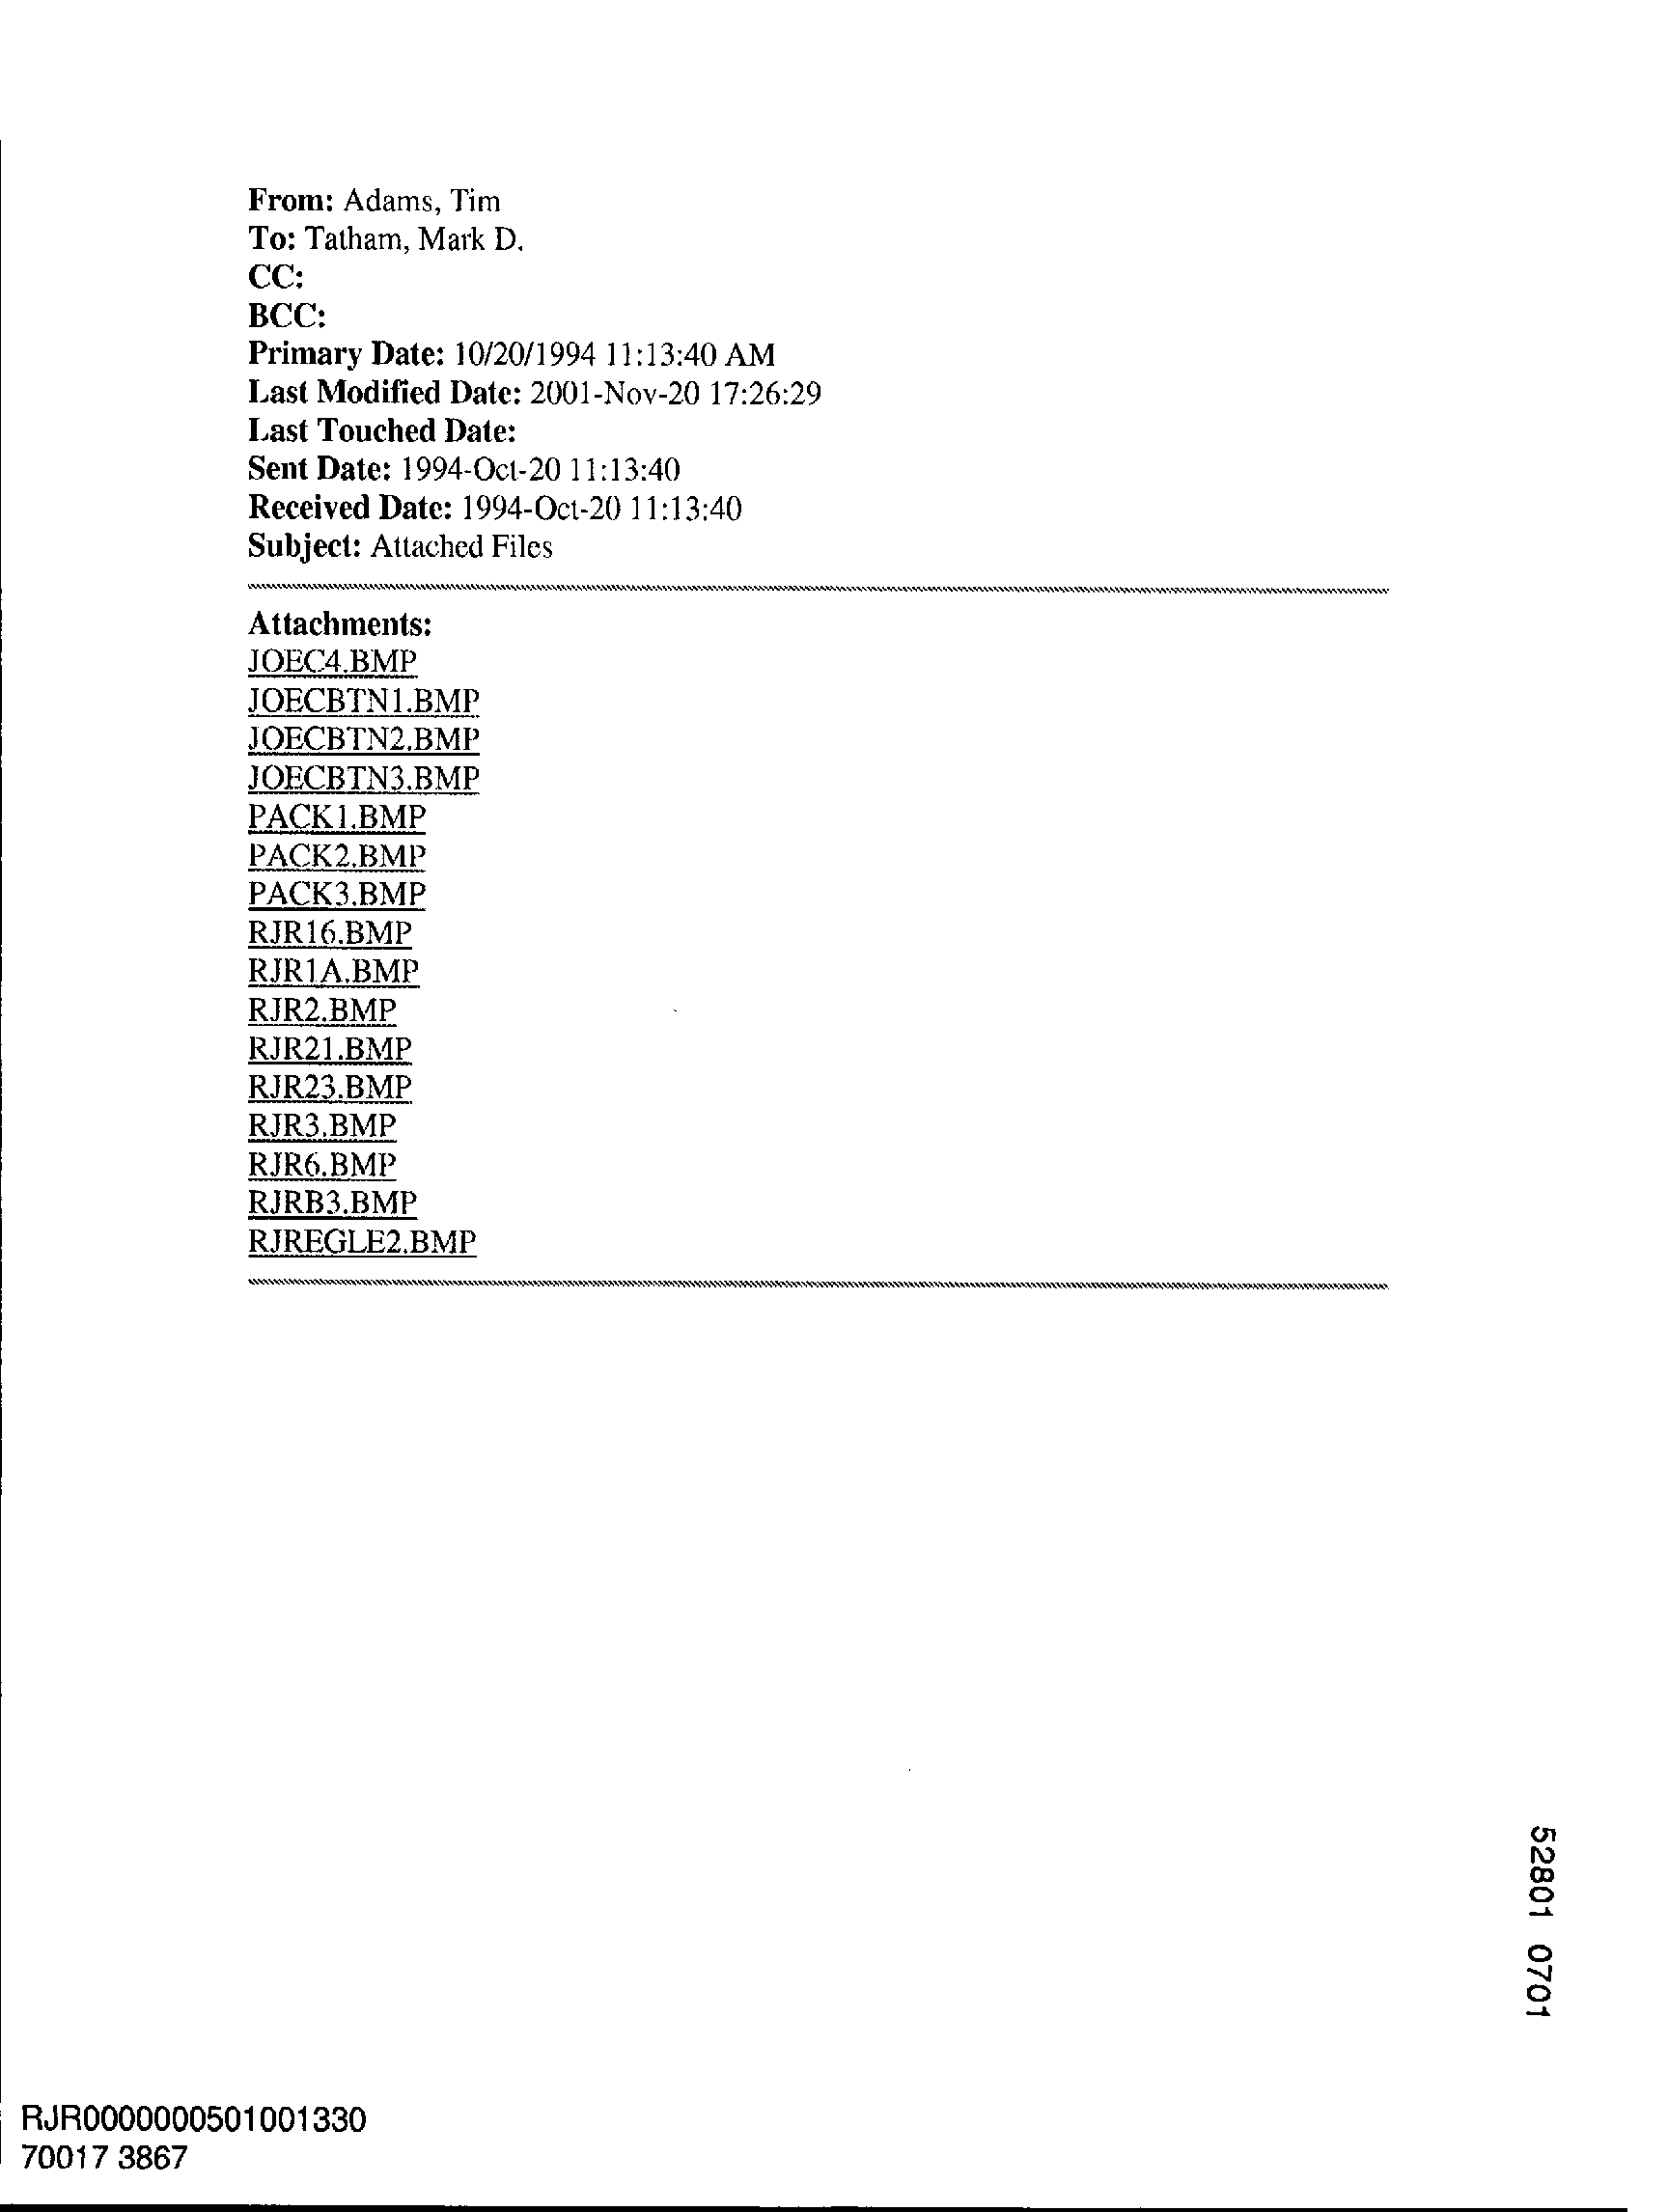 From: Adams, Tim
To: Tatham, Mark D.
CC:
BCC:
Primary Date: 10/20/1994 11:13:40 AM
Last Modified Date: 2001-Nov-20 17:26:29
Last Touched Date:
Sent Date: 1994-Oct-20 11:13:40
Received Date: 1994-Oct-20 11:13:40
Subject: Attached Files
Attachments:
JOEC4.BMP
JOECBTN1.BMP
JOECBTN2.BMP
JOECBTN3.BMP
PACK1.BMP
PACK2.BMP
PACK3.BMP
RJR16.BMP
RJR1A.BMP
RJR2.BMP
RJR21.BMP
RJR23.BMP
RJR3.BMP
RJR6.BMP
RJRB3.BMP
RJREGLE2.BMP
52801 0701
RJR0000000501001330
70017 3867